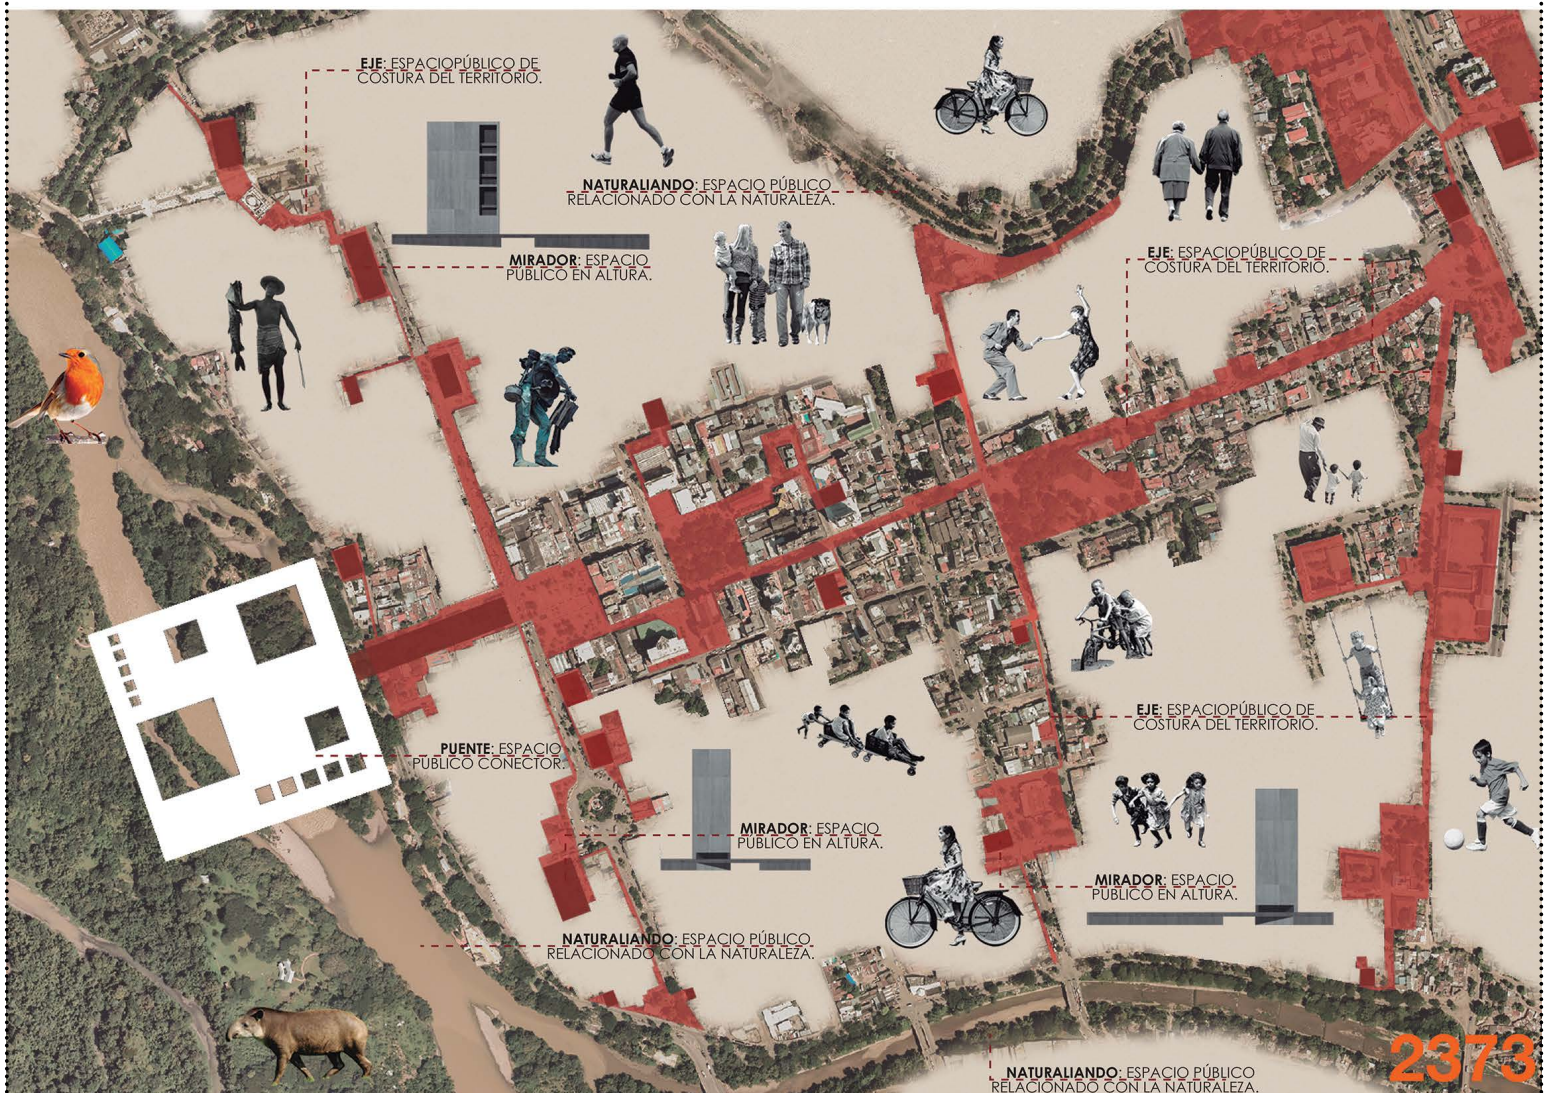 EJE: ESPACIOPÚBLICO DE
COSTURA DEL TERRITORIO.
NATURALIANDO: ESPACIO PÚBLICO
RELACIONADO CON LA NATURALEZA.
MIRADOR: ESPACIO
PÚBLICO EN ALTURA.
EJE: ESPACIOPÚBLICO DE
COSTURA DEL TERRITORIO.
PUENTE: ESPACIO
PÚBLICO CONECTOR.
EJE: ESPACIOPÚBLICO DE
COSTURA DEL TERRITORIO.
MIRADOR: ESPACIO
PÚBLICO EN ALTURA.
MIRADOR: ESPACIO
PÚBLICO EN ALTURA.
NATURALIANDO: ESPACIO PÚBLICO
RELACIONADO CON LA NATURALEZA.
NATURALIANDO: ESPACIO PÚBLICO
RELACIONADO CON LA NATURALEZA.
2373